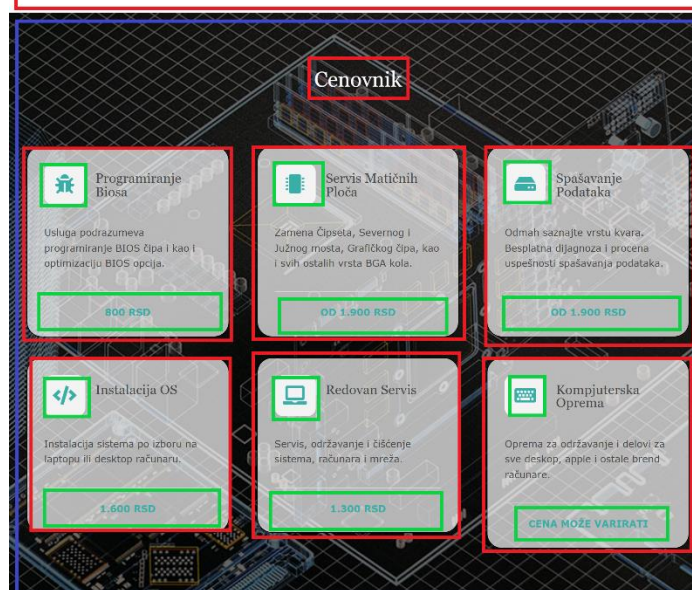 Cenovnik
Programiranje
Biosa
Usluga podrazumeva
programiranje BIOS čipa i kao i
optimizaciju BIOS opcija.
800 RSD
Servis Matičnih
Ploča
Zamena Čipseta, Severnog i
Južnog mosta, Grafičkog čipa, kao
i svih ostalih vrsta BGA kola.
OD 1.900 RSD
Spašavanje
Podataka
Odmah saznajte vrstu kvara.
Besplatna dijagnoza i procena
uspešnosti spašavanja podataka.
OD 1.900 RSD
Instalacija OS
Instalacija sistema po izboru na
laptopu ili desktop računaru.
1.600 RSD
Redovan Servis
Servis, održavanje i čišćenje
sistema, računara i mreža.
1.300 RSD
Kompjuterska
Oprema
Oprema za održavanje i delovi za
sve deskop, apple i ostale brend
računare.
CENA MOŽE VARIRATI